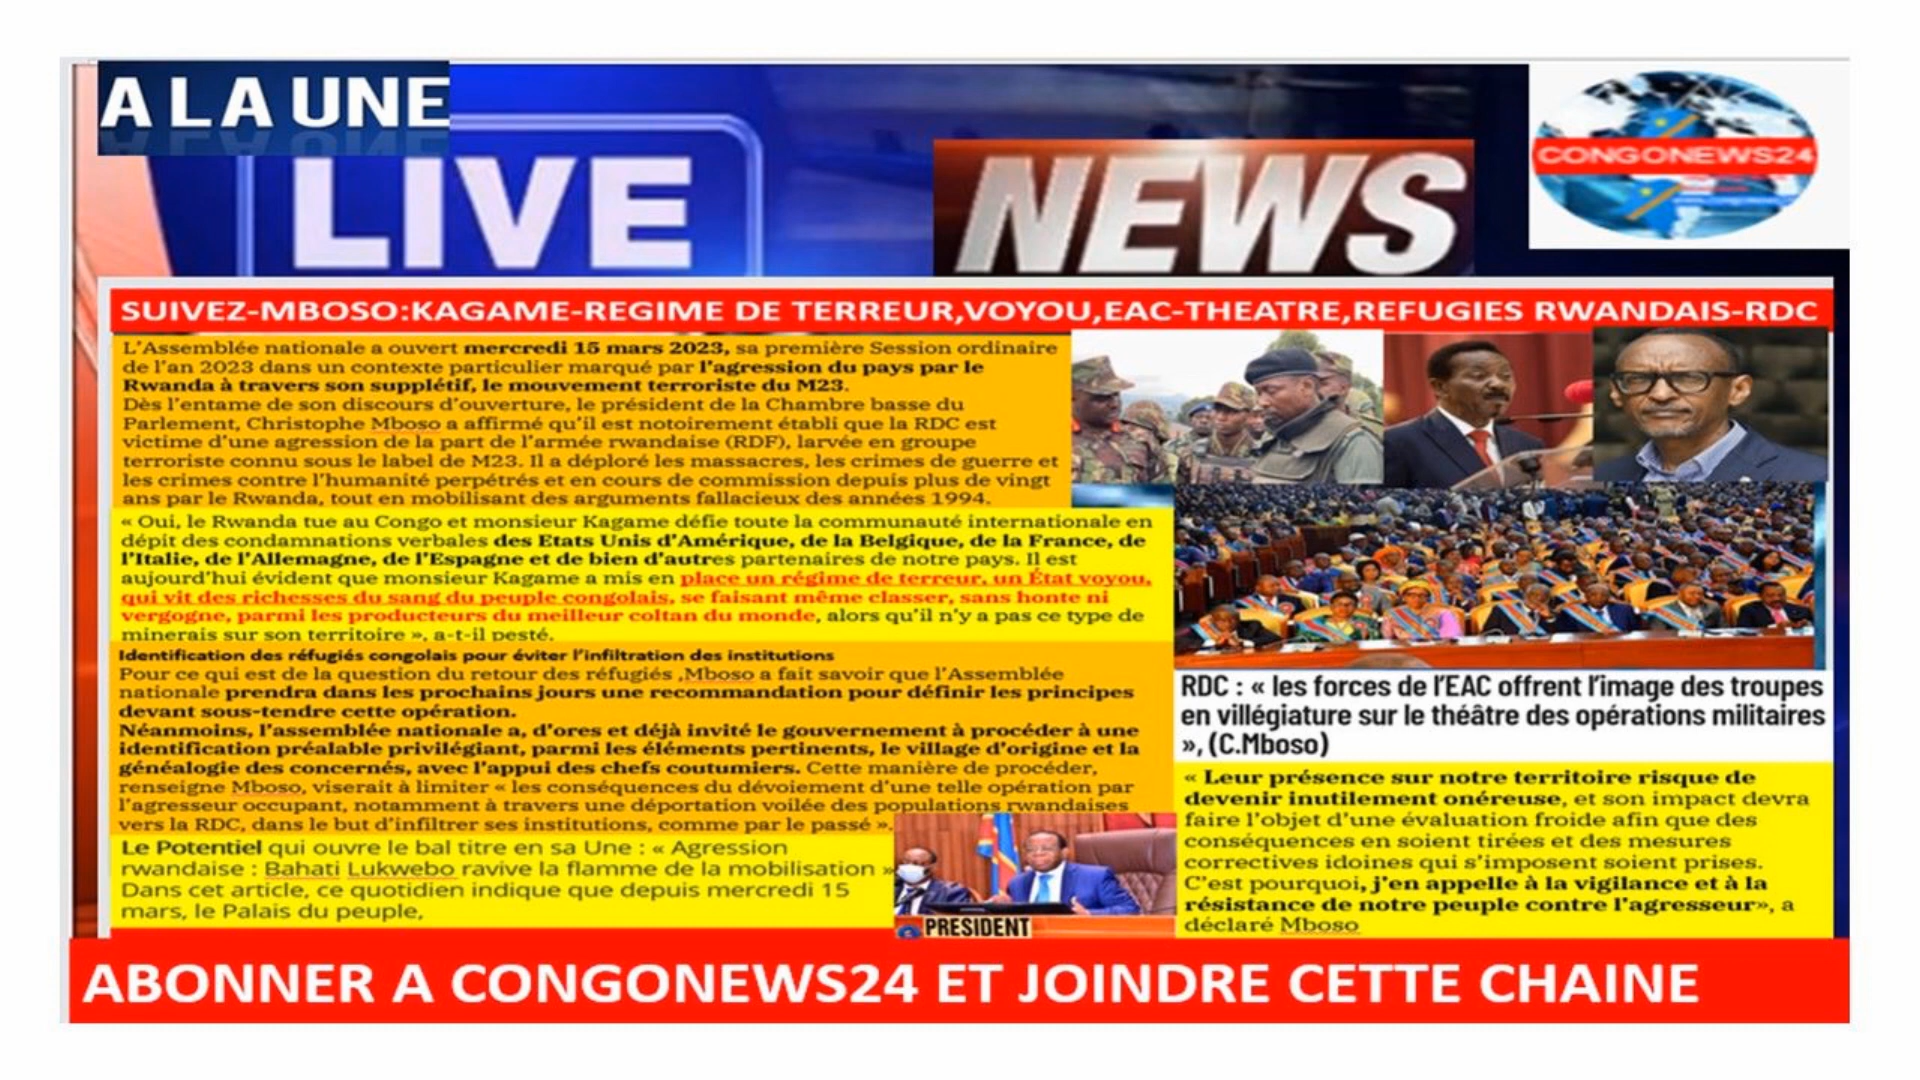 A LA UNE
LIVE
NEWS
CONGONEWS24
SUIVEZ-MBOSO:KAGAME-REGIME DE TERREUR,VOYOU,EAC-THEATRE,REFUGIES RWANDAIS-RDC
L'Assemblée nationale a ouvert mercredi 15 mars 2023, sa première Session ordinaire
de l'an 2023 dans un contexte particulier marqué par l'agression du pays par le
Rwanda à travers son supplétif, le mouvement terroriste du M23.
Dès l'entame de son discours d'ouverture, le président de la Chambre basse du
Parlement, Christophe Mboso a affirmé qu'il est notoirement établi que la RDC est
victime d'une agression de la part de l'armée rwandaise (RDF), larvée en groupe
terroriste connu sous le label de M23. Il a déploré les massacres, les crimes de guerre et
les crimes contre l'humanité perpétrés et en cours de commission depuis plus de vingt
ans par le Rwanda, tout en mobilisant des arguments fallacieux des années 1994.
« Oui, le Rwanda tue au Congo et monsieur Kagame défie toute la communauté internationale en
dépit des condamnations verbales des Etats Unis d'Amérique, de la Belgique, de la France, de
l'Italie, de l'Allemagne, de l'Espagne et de bien d'autres partenaires de notre pays. Il est
aujourd'hui évident que monsieur Kagame a mis en place un régime de terreur, un État voyou,
qui vit des richesses du sang du peuple congolais, se faisant même classer, sans honte ni
vergogne, parmi les producteurs du meilleur coltan du monde, alors qu'il n'y a pas ce type de
minerais sur son territoire », a-t-il pesté.
Identification des réfugiés congolais pour éviter l'infiltration des institutions
Pour ce qui est de la question du retour des réfugiés ,Mboso a fait savoir que l'Assemblée
nationale prendra dans les prochains jours une recommandation pour définir les principes
devant sous-tendre cette opération.
Néanmoins, l'assemblée nationale a, d'ores et déjà invité le gouvernement à procéder à une
identification préalable privilégiant, parmi les éléments pertinents, le village d'origine et la
généalogie des concernés, avec l'appui des chefs coutumiers. Cette manière de procéder,
renseigne Mboso, viserait à limiter « les conséquences du dévoiement d'une telle opération par
l'agresseur occupant, notamment à travers une déportation voilée des populations rwandaises
vers la RDC, dans le but d'infiltrer ses institutions, comme par le passé ».
Le Potentiel qui ouvre le bal titre en sa Une : « Agression
rwandaise : Bahati Lukwebo ravive la flamme de la mobilisation »
Dans cet article, ce quotidien indique que depuis mercredi 15
mars, le Palais du peuple,
PRESIDENT
RDC : « les forces de l'EAC offrent l'image des troupes
en villégiature sur le théâtre des opérations militaires
», (C.Mboso)
« Leur présence sur notre territoire risque de
devenir inutilement onéreuse, et son impact devra
faire l'objet d'une évaluation froide afin que des
conséquences en soient tirées et des mesures
correctives idoines qui s'imposent soient prises.
C'est pourquoi, j'en appelle à la vigilance et à la
résistance de notre peuple contre l'agresseur», a
déclaré Mboso
ABONNER A CONGONEWS24 ET JOINDRE CETTE CHAINE